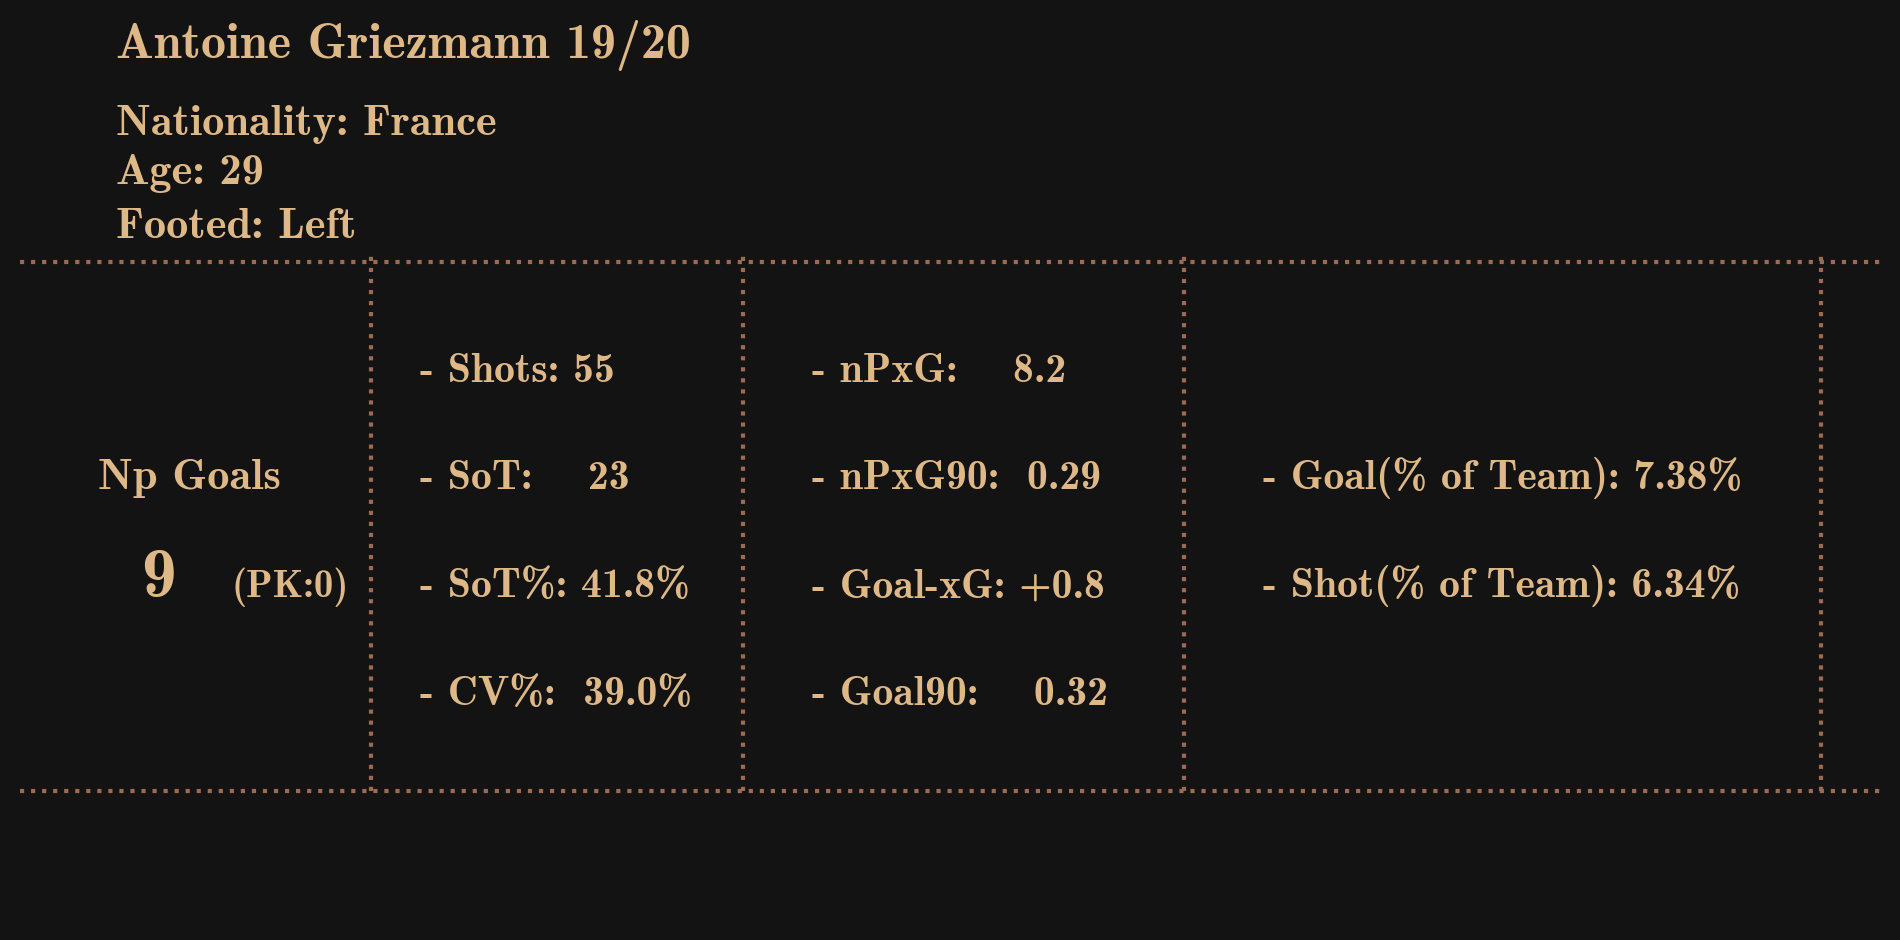 Antoine Griezmann 19/20
Nationality: France
Age: 29
Footed: Left
Np Goals
9 (PK:0)
- Shots: 55
- SoT: 23
- SoT%: 41.8%
- CV%: 39.0%
- nPxG: 8.2
- nPxG90: 0.29
- Goal-xG: +0.8
- Goal90: 0.32
- Goal(% of Team): 7.38%
- Shot(% of Team): 6.34%